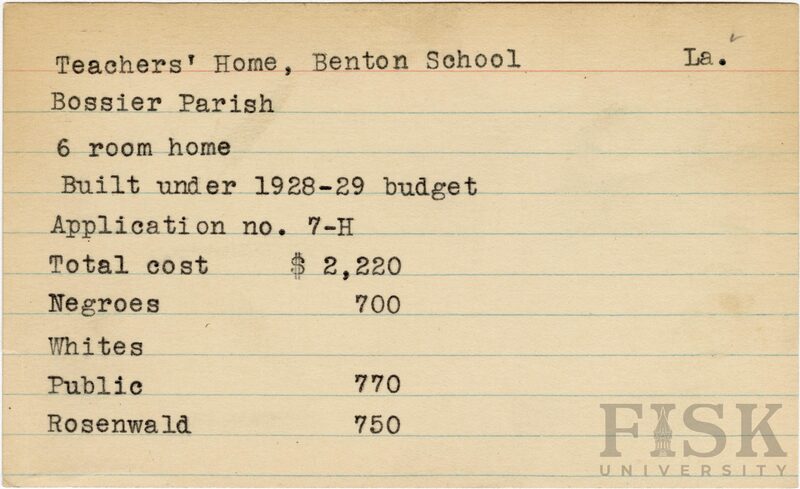 Teachers' Home, Benton School La.
Bossier Parish
6 room home
Built under 1928-29 budget
Application no. 7-H
Total cost $ 2,220
Negroes 700
Whites
Public 770
Rosenwald 750
FISK
UNIVERSITY